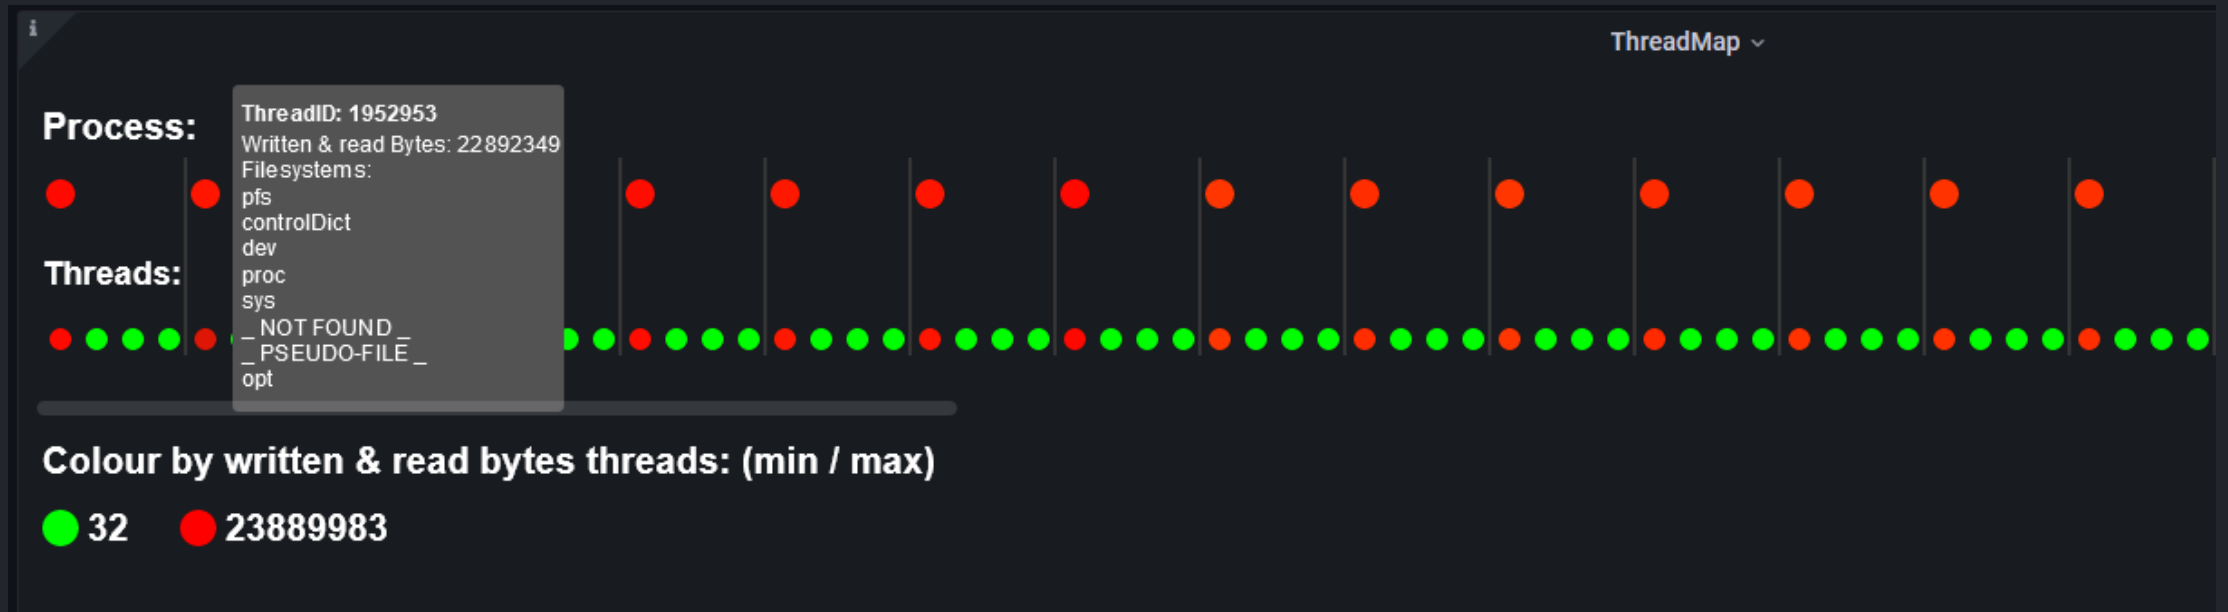 ThreadMap
Process:
ThreadID: 1952953
Written & read Bytes: 22892349
Filesystems:
pfs
controlDict
dev
proc
sys
_ NOT FOUND _
_ PSEUDO-FILE _
opt
Threads:
Colour by written & read bytes threads: (min / max)
32 23889983